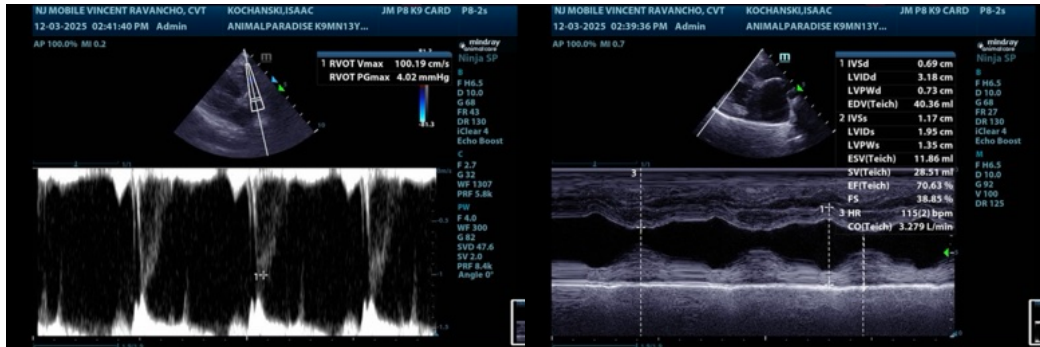 NJ MOBILE VINCENT RAVANCHO, CVT KOCHANSKI,ISAAC JM PB K9 CARD P8-2s
12-03-2025 02:41:40 PM Admin ANIMALPARADISE K9MN13Y...
AP 100.0% MI 0.2
mindray
animalcare
Ninja SP
1 RVOT Vmax 100.19 cm/s
RVOT PGmax 4.02 mmHg
B
F H6.5
D 10.0
G 68
FR 43
DR 130
iClear 4
Echo Boost
C
F 2.7
G 32
WF 1307
PRF 5.8k
PW
F 4.0
WF 300
G 82
SVD 47.6
SV 2.0
PRF 8.4k
Angle 0°
1
NJ MOBILE VINCENT RAVANCHO, CVT KOCHANSKI,ISAAC JM PB K9 CARD P8-2s
12-03-2025 02:39:36 PM Admin ANIMALPARADISE K9MN13Y...
AP 100.0% MI 0.7
mindray
animalcare
Ninja SP
1 IVSd 0.69 cm
LVIDd 3.18 cm
LVPWd 0.73 cm
EDV(Teich) 40.36 ml
2 IVSs 1.17 cm
LVIDs 1.95 cm
LVPWs 1.35 cm
ESV(Teich) 11.86 ml
SV(Teich) 28.51 ml
EF(Teich) 70.63 %
FS 38.85 %
3 HR 115(2) bpm
CO(Teich) 3.279 L/min
B
F H6.5
D 10.0
G 68
FR 27
DR 130
iClear 4
Echo Boost
M
F H6.5
D 10.0
G 92
V 100
DR 125
3
1